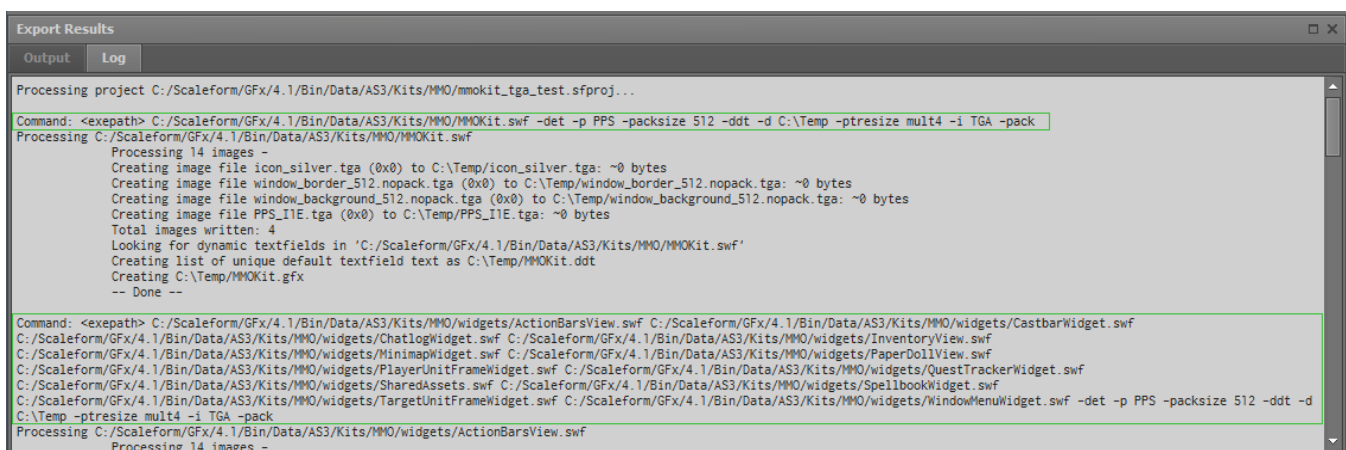 Export Results
Output Log
Processing project C:/Scaleform/GFx/4.1/Bin/Data/AS3/Kits/MMO/mmokit_tga_test.sfproj...
Command: <exepath> C:/Scaleform/GFx/4.1/Bin/Data/AS3/Kits/MMO/MMOKit.swf -det -p PPS -packsize 512 -ddt -d C:\Temp -ptresize mult4 -i TGA -pack
Processing C:/Scaleform/GFx/4.1/Bin/Data/AS3/Kits/MMO/MMOKit.swf
Processing 14 images -
Creating image file icon_silver.tga (0x0) to C:\Temp/icon_silver.tga: ~0 bytes
Creating image file window_border_512.nopack.tga (0x0) to C:\Temp/window_border_512.nopack.tga: ~0 bytes
Creating image file window_background_512.nopack.tga (0x0) to C:\Temp/window_background_512.nopack.tga: ~0 bytes
Creating image file PPS_I1E.tga (0x0) to C:\Temp/PPS_I1E.tga: ~0 bytes
Total images written: 4
Looking for dynamic textfields in 'C:/Scaleform/GFx/4.1/Bin/Data/AS3/Kits/MMO/MMOKit.swf'
Creating list of unique default textfield text as C:\Temp/MMOKit.ddt
Creating C:\Temp/MMOKit.gfx
-- Done --
Command: <exepath> C:/Scaleform/GFx/4.1/Bin/Data/AS3/Kits/MMO/widgets/ActionBarsView.swf C:/Scaleform/GFx/4.1/Bin/Data/AS3/Kits/MMO/widgets/CastbarWidget.swf
C:/Scaleform/GFx/4.1/Bin/Data/AS3/Kits/MMO/widgets/ChatlogWidget.swf C:/Scaleform/GFx/4.1/Bin/Data/AS3/Kits/MMO/widgets/InventoryView.swf
C:/Scaleform/GFx/4.1/Bin/Data/AS3/Kits/MMO/widgets/MinimapWidget.swf C:/Scaleform/GFx/4.1/Bin/Data/AS3/Kits/MMO/widgets/PaperDollView.swf
C:/Scaleform/GFx/4.1/Bin/Data/AS3/Kits/MMO/widgets/PlayerUnitFrameWidget.swf C:/Scaleform/GFx/4.1/Bin/Data/AS3/Kits/MMO/widgets/QuestTrackerWidget.swf
C:/Scaleform/GFx/4.1/Bin/Data/AS3/Kits/MMO/widgets/SharedAssets.swf C:/Scaleform/GFx/4.1/Bin/Data/AS3/Kits/MMO/widgets/SpellbookWidget.swf
C:/Scaleform/GFx/4.1/Bin/Data/AS3/Kits/MMO/widgets/TargetUnitFrameWidget.swf C:/Scaleform/GFx/4.1/Bin/Data/AS3/Kits/MMO/widgets/WindowMenuWidget.swf -det -p PPS -packsize 512 -ddt -d
C:\Temp -ptresize mult4 -i TGA -pack
Processing C:/Scaleform/GFx/4.1/Bin/Data/AS3/Kits/MMO/widgets/ActionBarsView.swf
Processing 14 images -